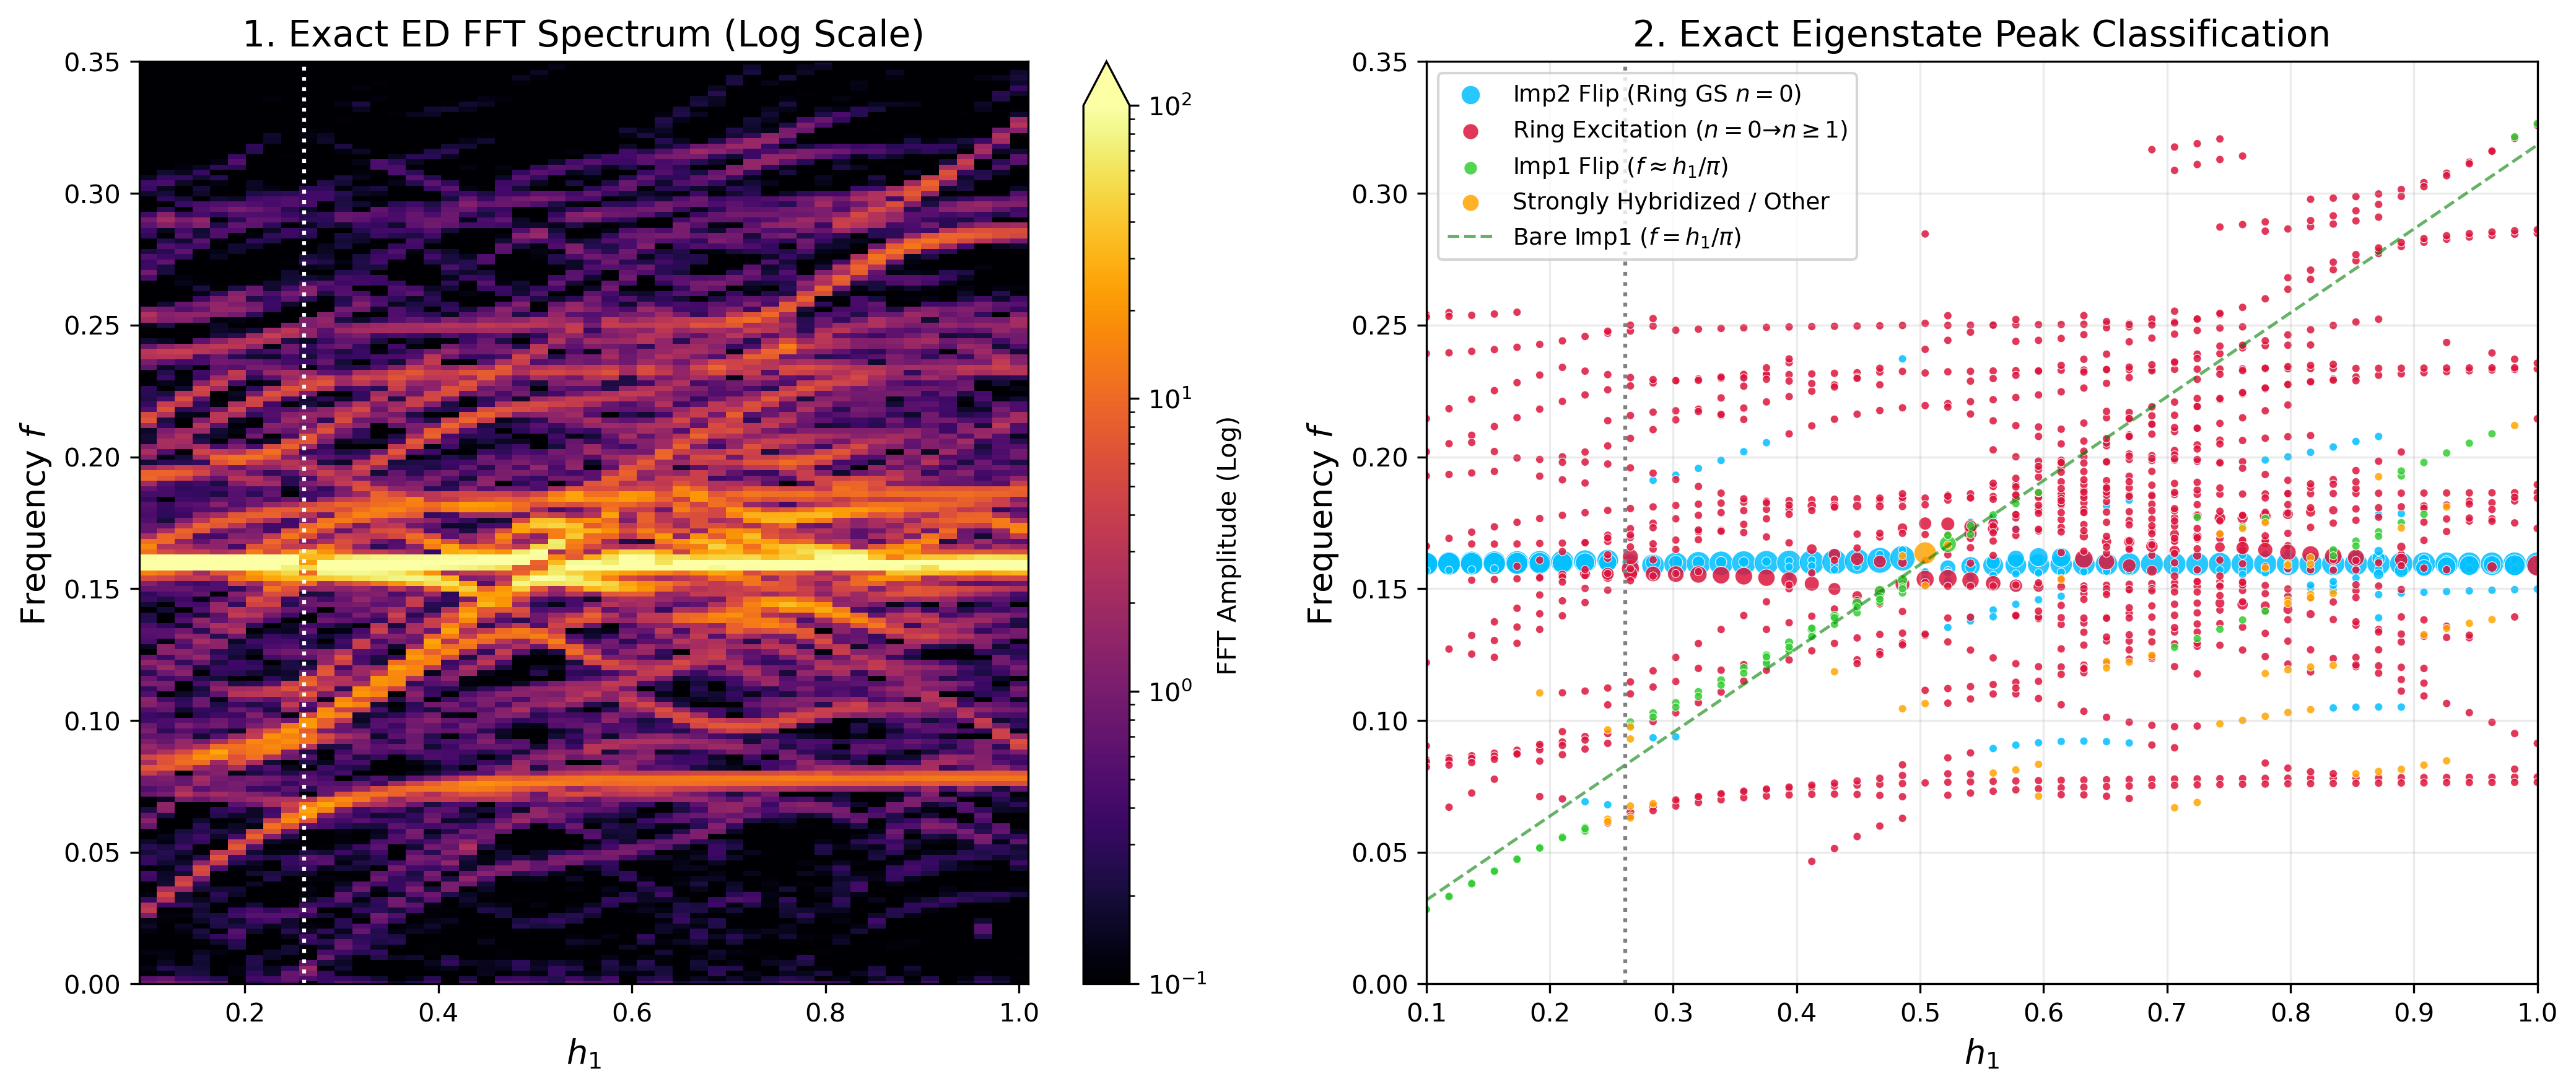 1. Exact ED FFT Spectrum (Log Scale)
0.35
0.30
0.25
0.20
0.15
0.10
0.05
0.00
Frequency f
0.2
0.4
0.6
0.8
1.0
h₁
10²
10¹
10⁰
10⁻¹
FFT Amplitude (Log)
2. Exact Eigenstate Peak Classification
0.35
0.30
0.25
0.20
0.15
0.10
0.05
0.00
Frequency f
Imp2 Flip (Ring GS n = 0)
Ring Excitation (n = 0→n ≥ 1)
Imp1 Flip (f ≈ h₁/π)
Strongly Hybridized / Other
Bare Imp1 (f = h₁/π)
0.1
0.2
0.3
0.4
0.5
0.6
0.7
0.8
0.9
1.0
h₁